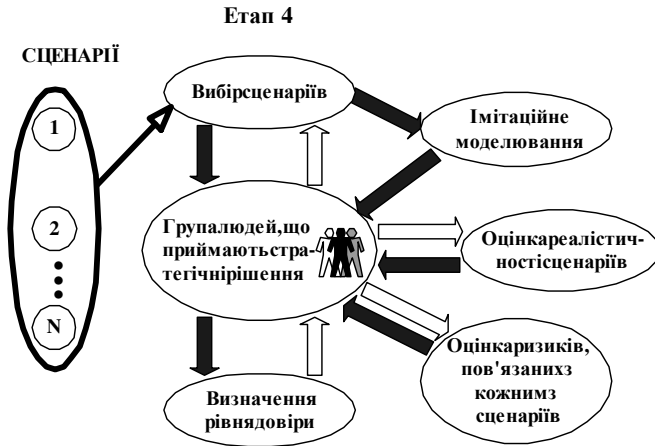 Етап 4
СЦЕНАРІЇ
1
2
N
Вибірсценаріїв
Імітаційне
моделювання
Групалюдей,що
приймаютьстра-
тегічнірішення
Оцінкареалістич-
ностісценаріїв
Оцінкаризиків,
пов'язанихз
кожнимз
сценаріїв
Визначення
рівнядовіри